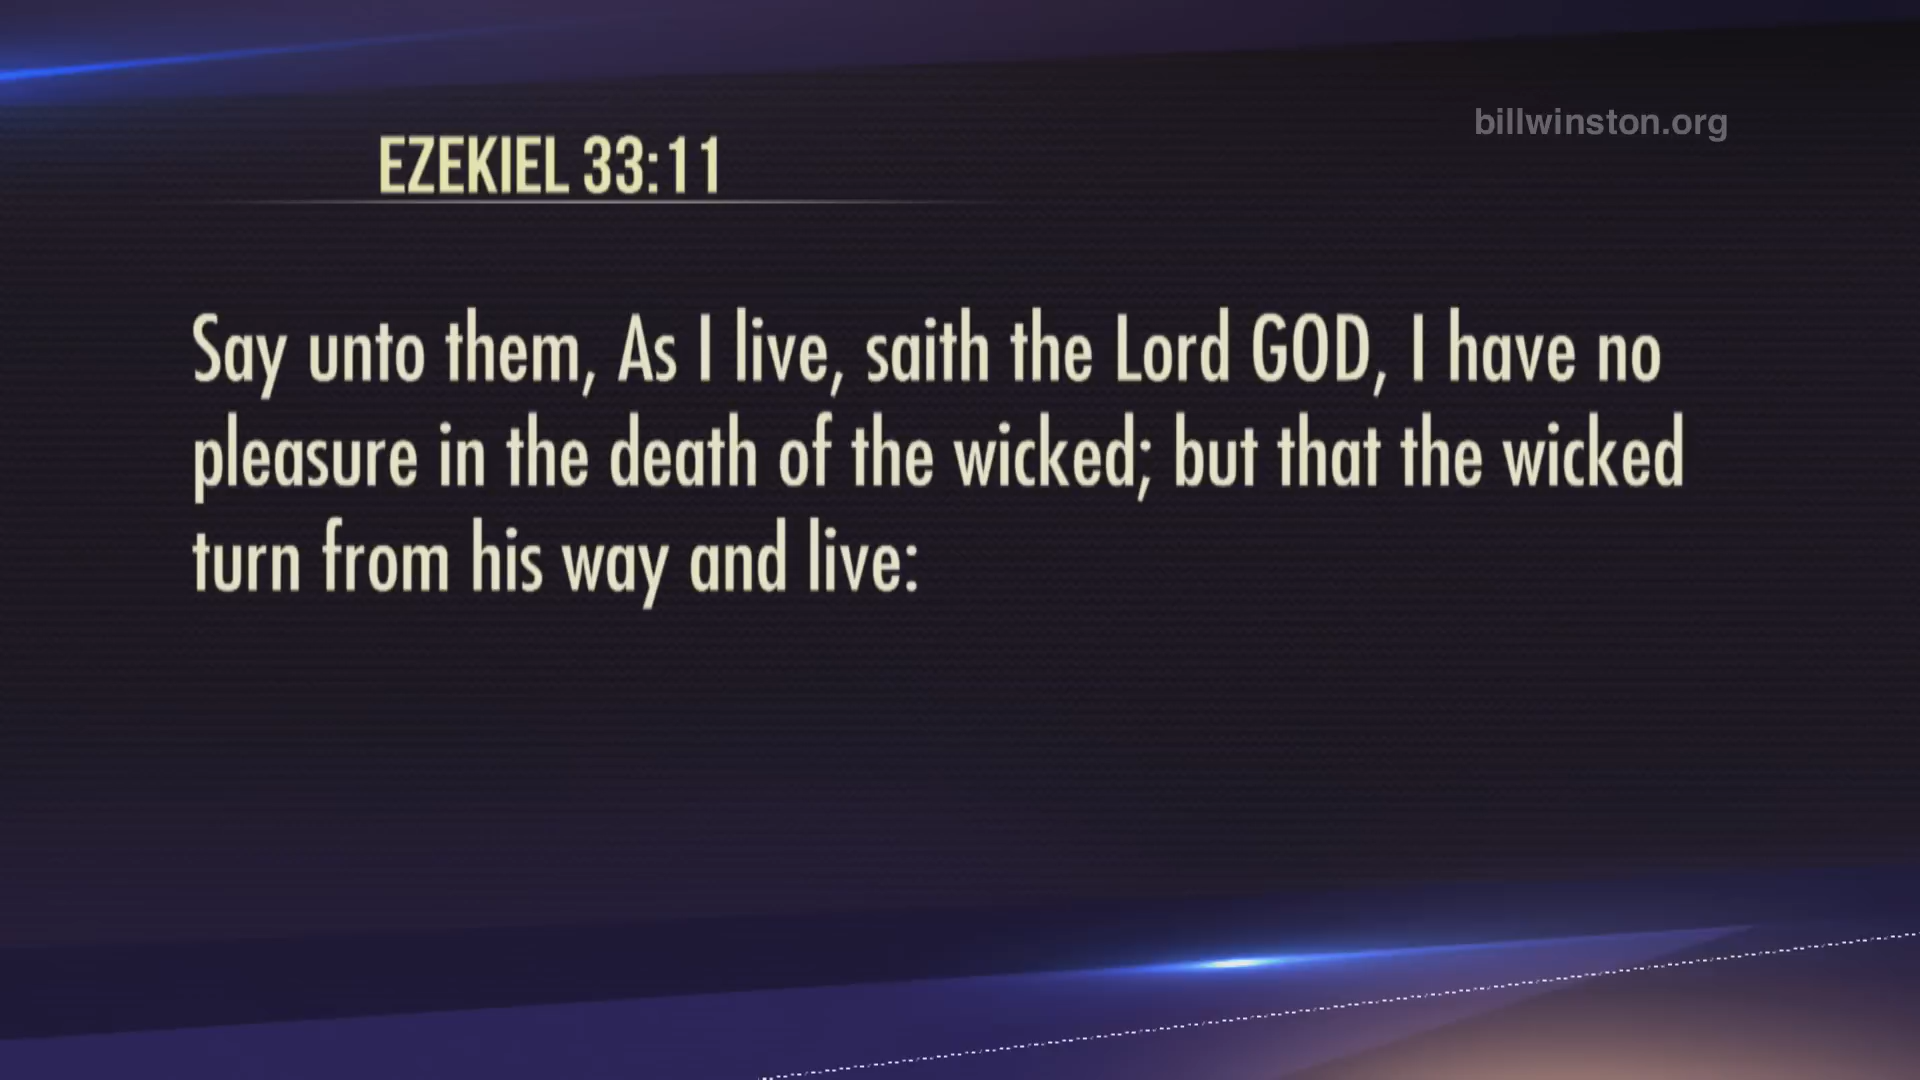 billwinston.org
EZEKIEL 33:11
Say unto them, As I live, saith the Lord GOD, I have no
pleasure in the death of the wicked; but that the wicked
turn from his way and live: